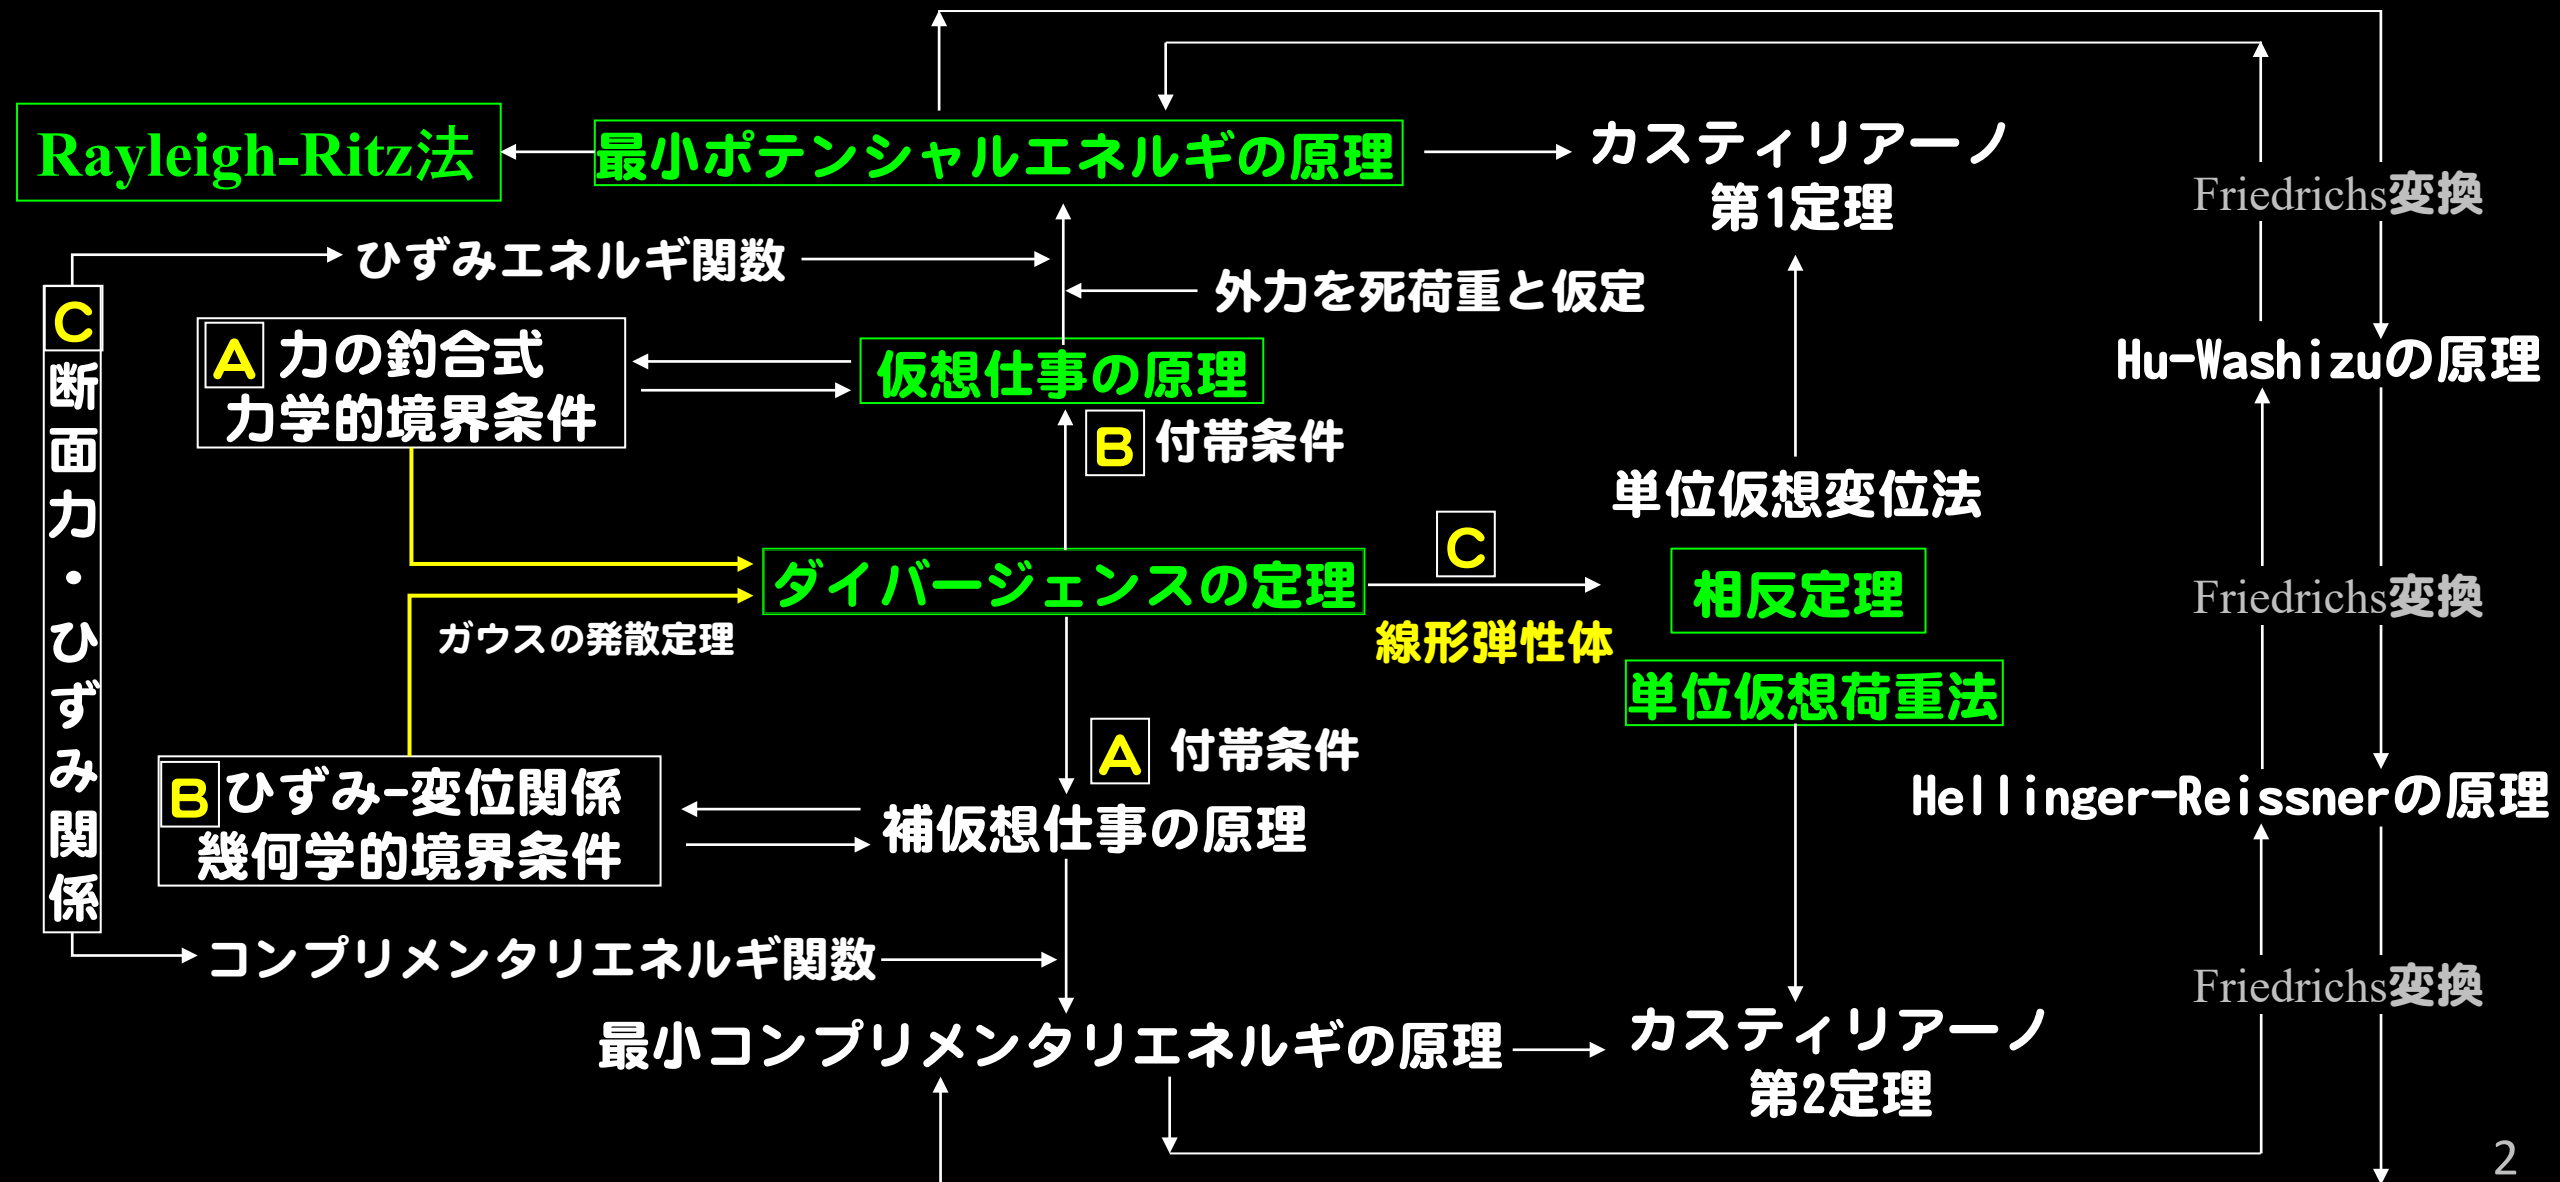 Rayleigh-Ritz法
最小ポテンシャルエネルギの原理
カスティリアーノ
第1定理
Friedrichs変換
ひずみエネルギ関数
外力を死荷重と仮定
C
断面力・ひずみ関係
A 力の釣合式
力学的境界条件
仮想仕事の原理
Hu-Washizuの原理
B 付帯条件
単位仮想変位法
C
ダイバージェンスの定理
相反定理
Friedrichs変換
ガウスの発散定理
線形弾性体
単位仮想荷重法
A 付帯条件
B ひずみ-変位関係
幾何学的境界条件
補仮想仕事の原理
Hellinger-Reissnerの原理
コンプリメンタリエネルギ関数
Friedrichs変換
最小コンプリメンタリエネルギの原理
カスティリアーノ
第2定理
2